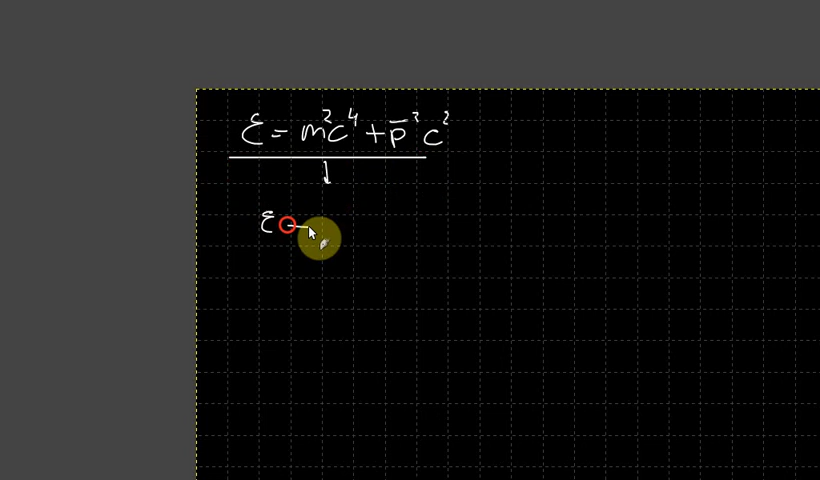 ℰ = m²c⁴ + p̅²c²
↓
ℰ -